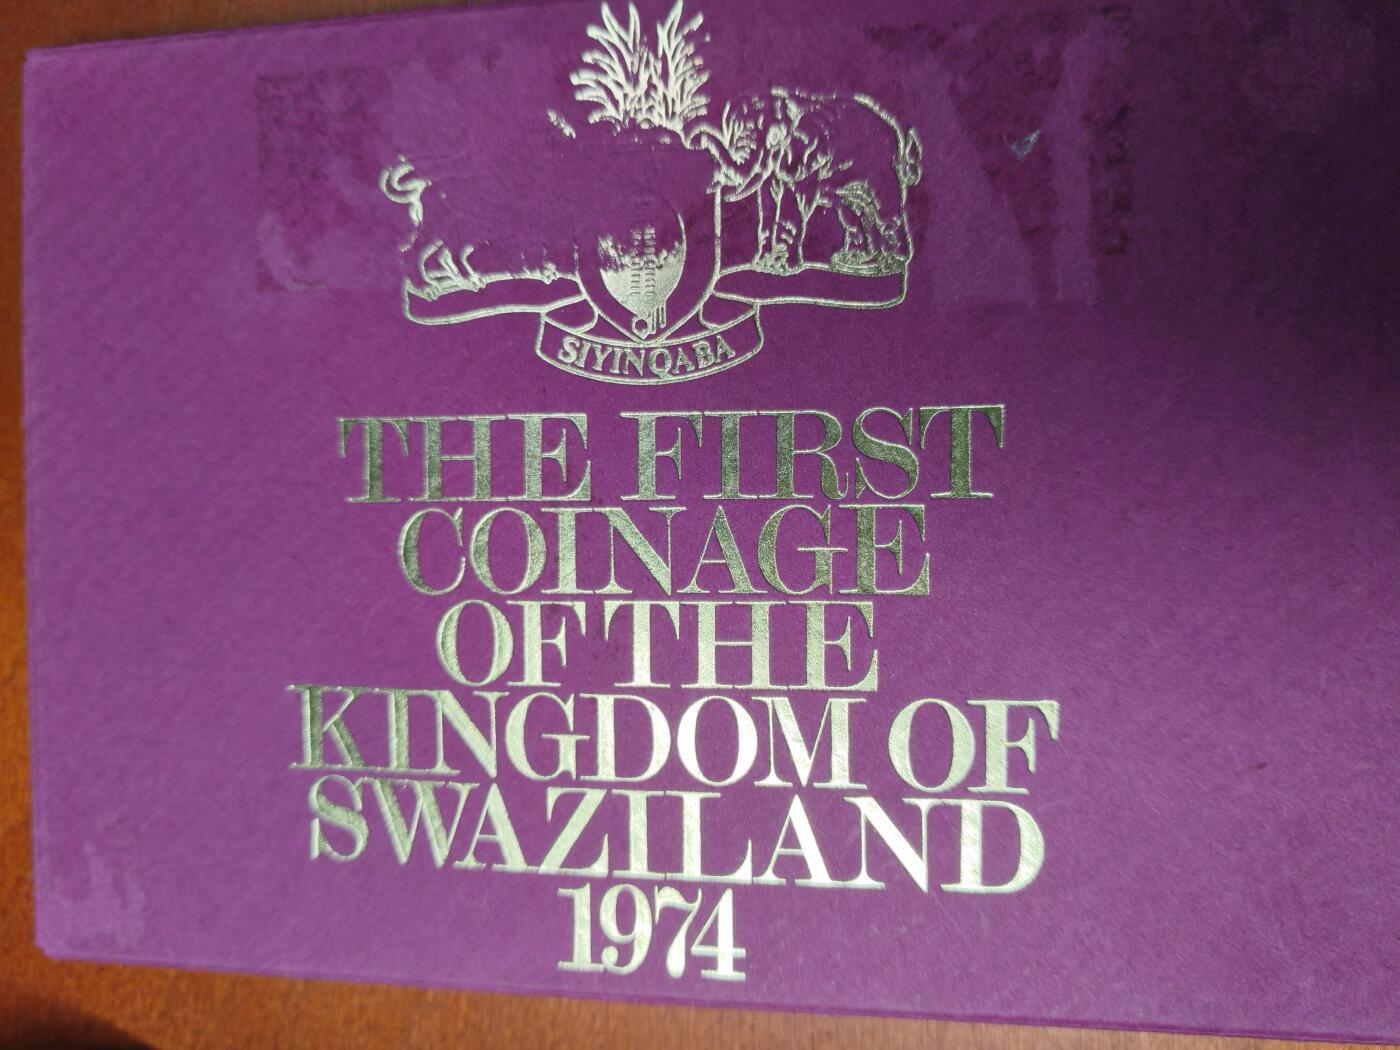 SIYINQABA
THE FIRST
COINAGE
OF THE
KINGDOM OF
SWAZILAND
1974